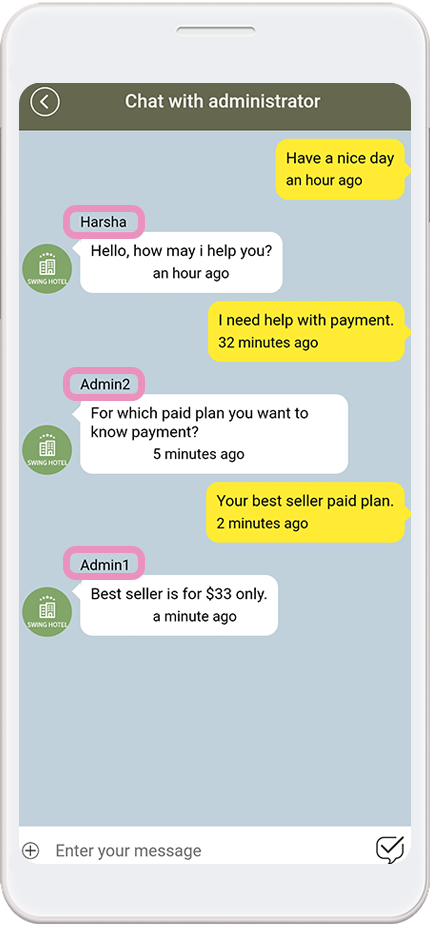 Chat with administrator
Have a nice day
an hour ago
Harsha
Hello, how may i help you?
an hour ago
SWING HOTEL
I need help with payment.
32 minutes ago
Admin2
For which paid plan you want to
know payment?
5 minutes ago
SWING HOTEL
Your best seller paid plan.
2 minutes ago
Admin1
Best seller is for $33 only.
a minute ago
SWING HOTEL
Enter your message